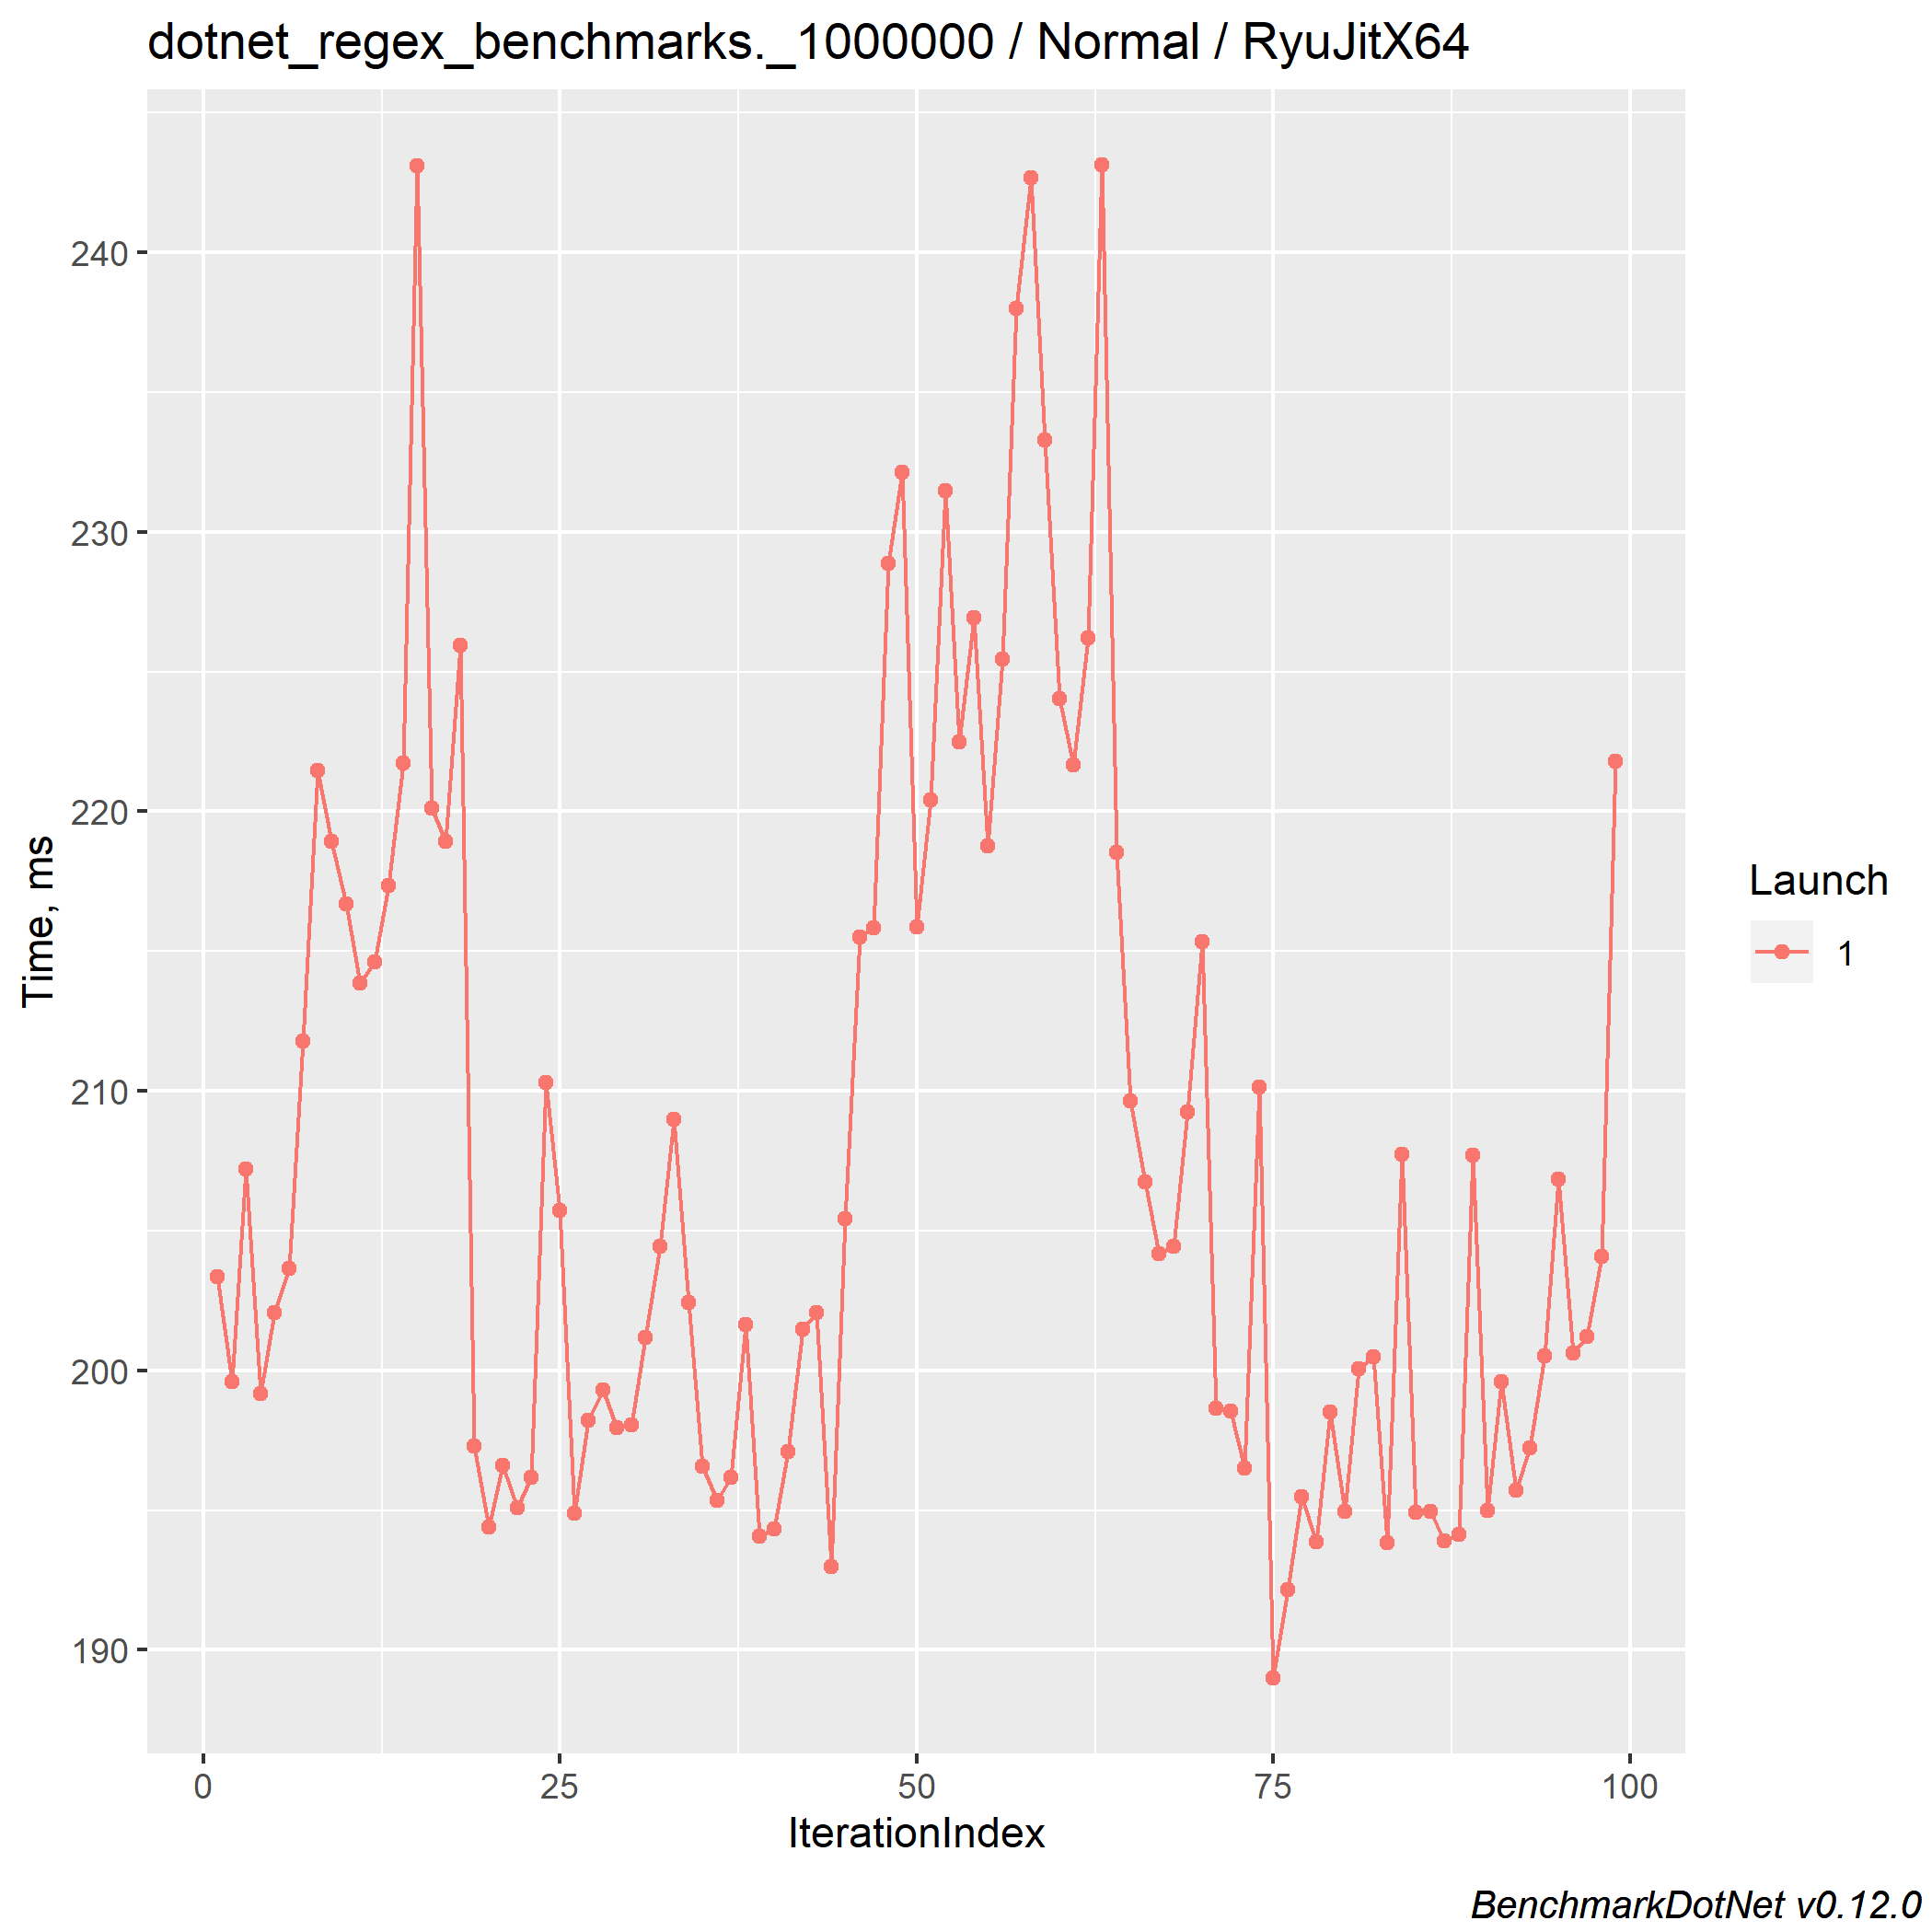 dotnet_regex_benchmarks._1000000 / Normal / RyuJitX64
240
230
220
210
200
190
Time, ms
0 25 50 75 100
IterationIndex
Launch
1
BenchmarkDotNet v0.12.0